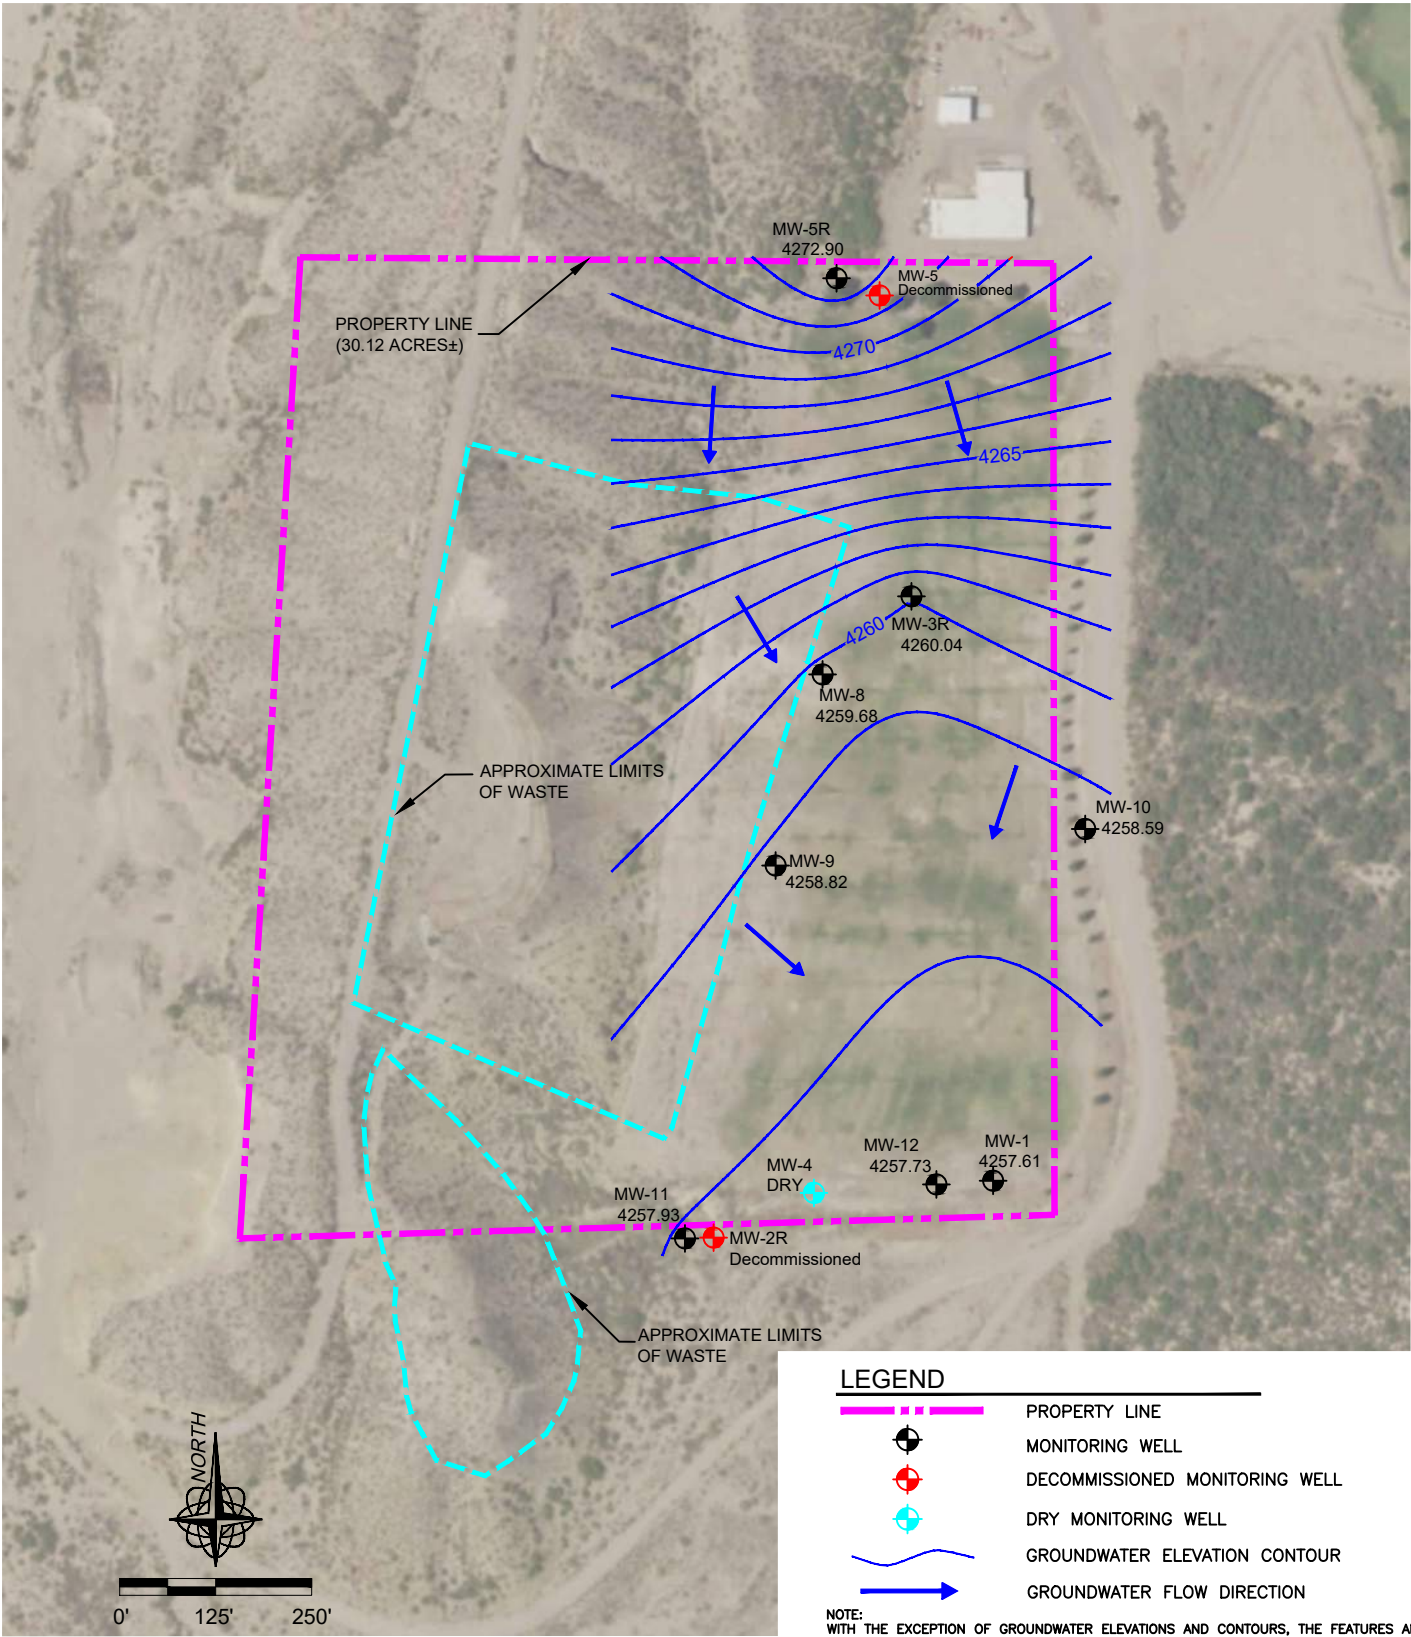 MW-5R
4272.90
MW-5
Decommissioned
PROPERTY LINE
(30.12 ACRES±)
4270
4265
4260
MW-3R
4260.04
MW-8
4259.68
APPROXIMATE LIMITS
OF WASTE
MW-10
4258.59
MW-9
4258.82
MW-12
4257.73
MW-1
4257.61
MW-4
DRY
MW-11
4257.93
MW-2R
Decommissioned
APPROXIMATE LIMITS
OF WASTE
LEGEND
PROPERTY LINE
MONITORING WELL
DECOMMISSIONED MONITORING WELL
DRY MONITORING WELL
GROUNDWATER ELEVATION CONTOUR
GROUNDWATER FLOW DIRECTION
NORTH
0' 125' 250'
NOTE:
WITH THE EXCEPTION OF GROUNDWATER ELEVATIONS AND CONTOURS, THE FEATURES